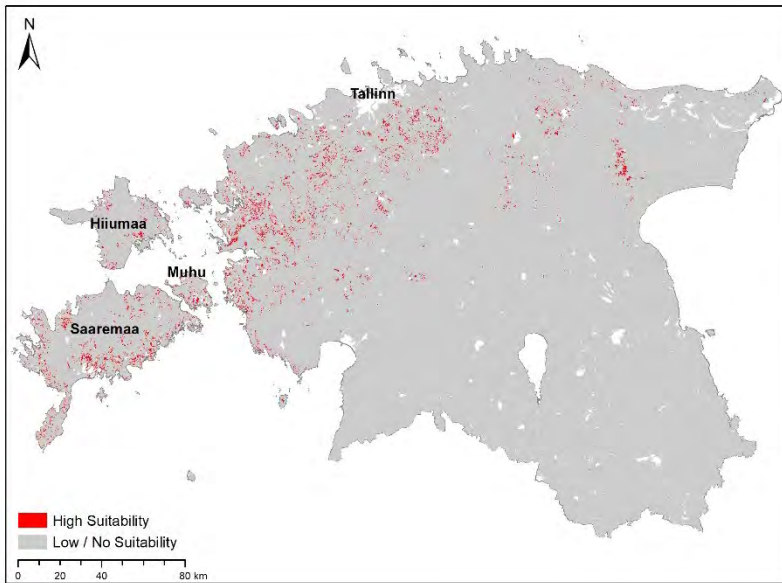 N
Tallinn
Hiiumaa
Muhu
Saaremaa
High Suitability
Low / No Suitability
0 20 40 80 km